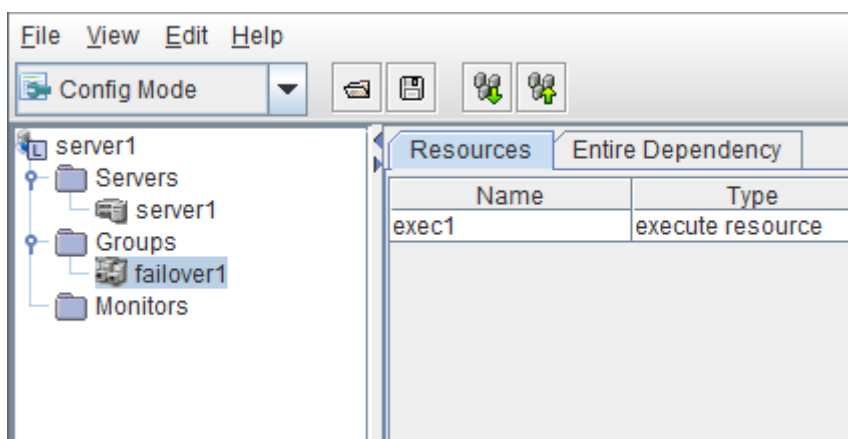 File View Edit Help
Config Mode
server1
Servers
server1
Groups
failover1
Monitors
Resources Entire Dependency
Name Type
exec1 execute resource